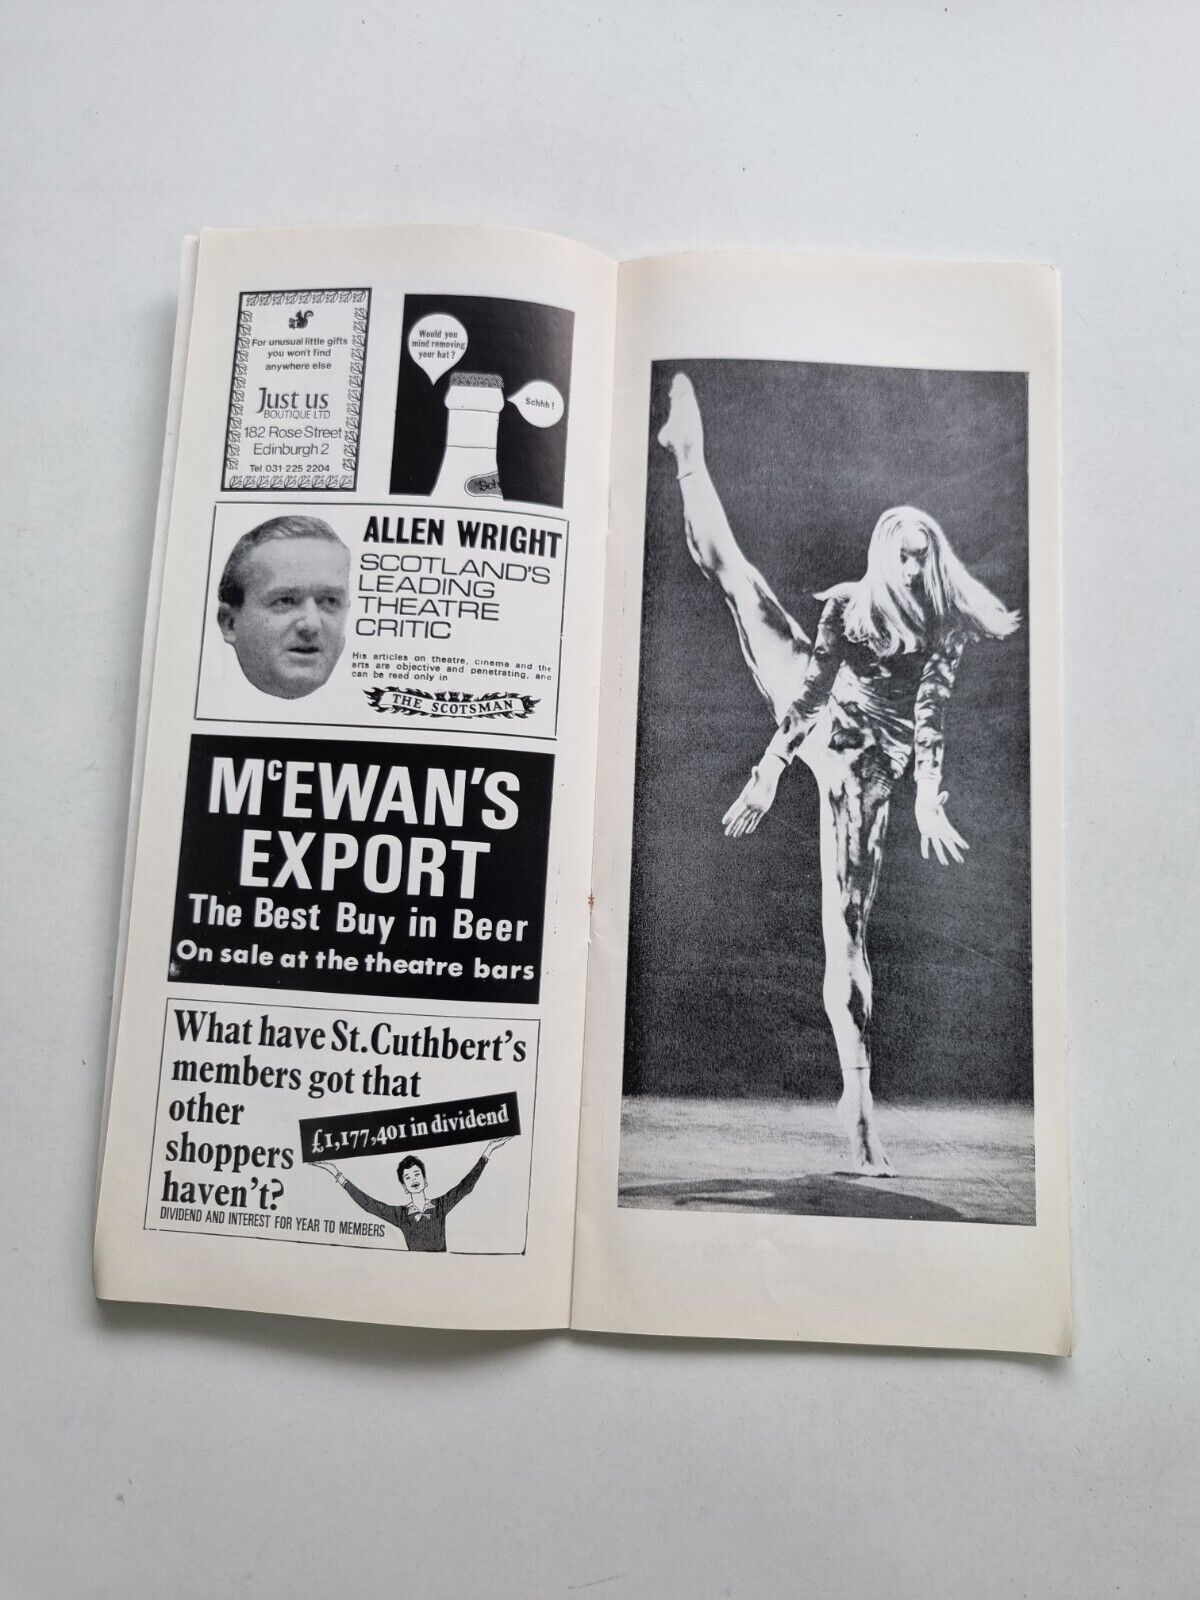 For unusual little gifts
you won't find
anywhere else
Just us
BOUTIQUE LTD
182 Rose Street
Edinburgh 2
Tel 031 225 2204
Would you
mind removing
your hat?
Schhh!
ALLEN WRIGHT
SCOTLAND'S
LEADING
THEATRE
CRITIC
His articles on theatre, cinema and the
arts are objective and penetrating, and
can be read only in
THE SCOTSMAN
McEWAN'S
EXPORT
The Best Buy in Beer
On sale at the theatre bars
What have St.Cuthbert's
members got that
other
shoppers
haven't?
£1,177,401 in dividend
DIVIDEND AND INTEREST FOR YEAR TO MEMBERS